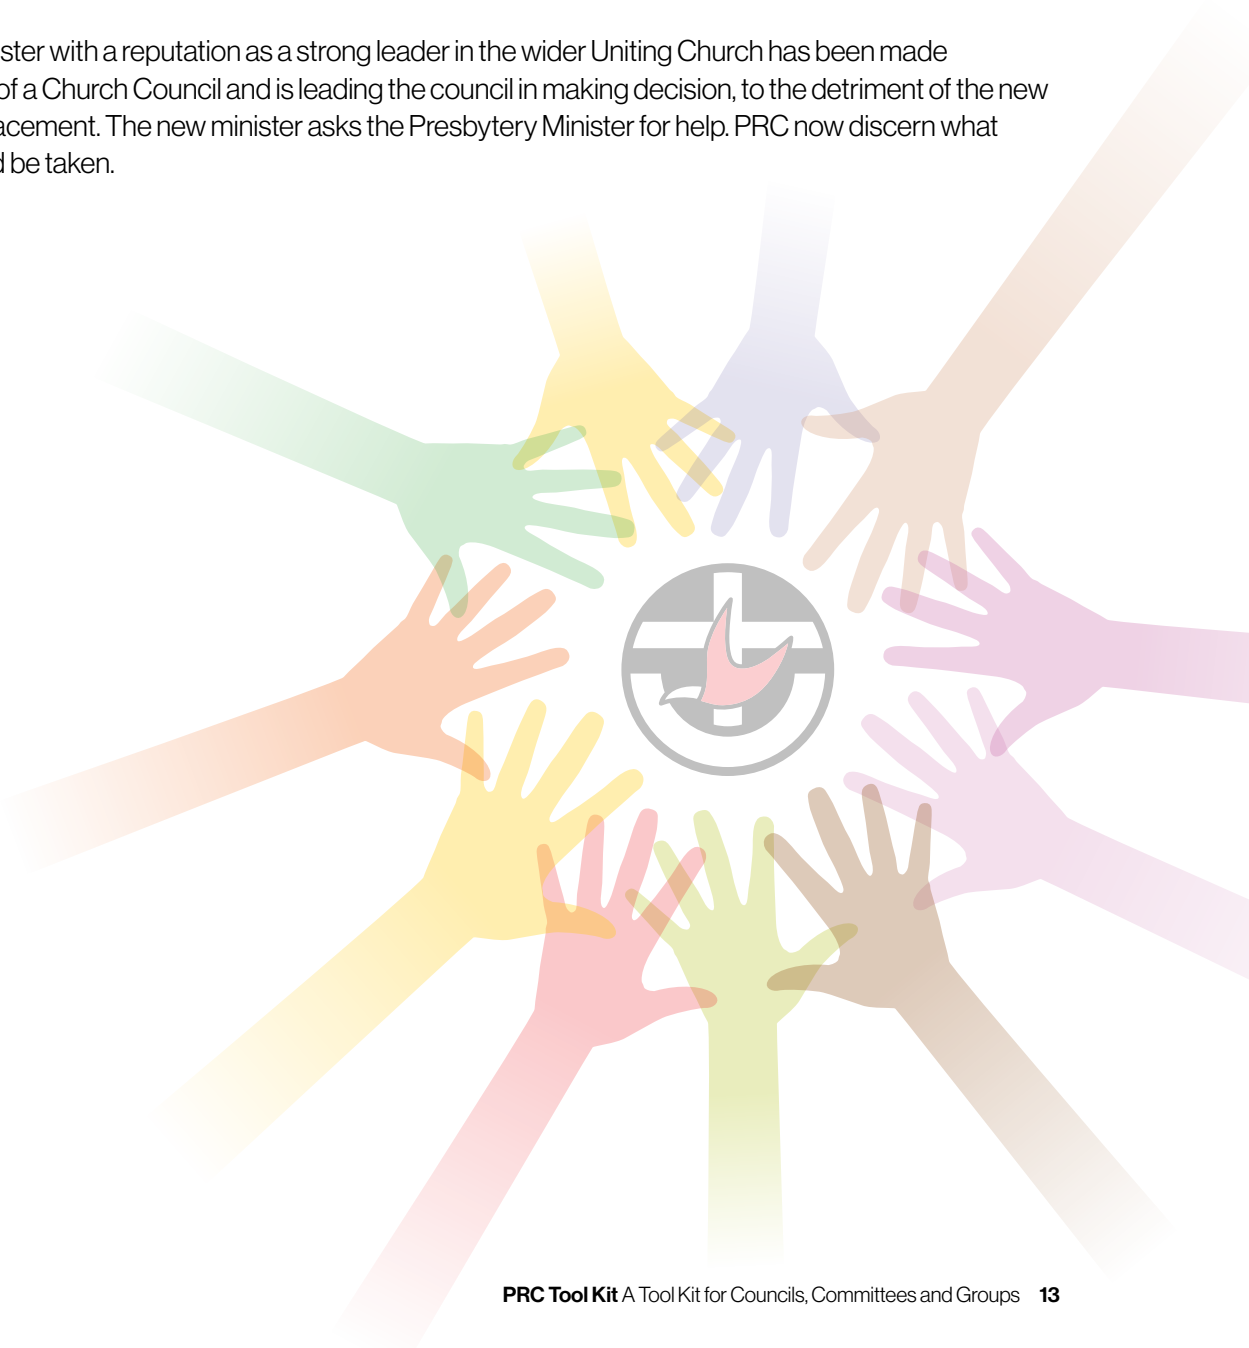 ster with a reputation as a strong leader in the wider Uniting Church has been made
of a Church Council and is leading the council in making decision, to the detriment of the new
acement. The new minister asks the Presbytery Minister for help. PRC now discern what
d be taken.
PRC Tool Kit A Tool Kit for Councils, Committees and Groups 13